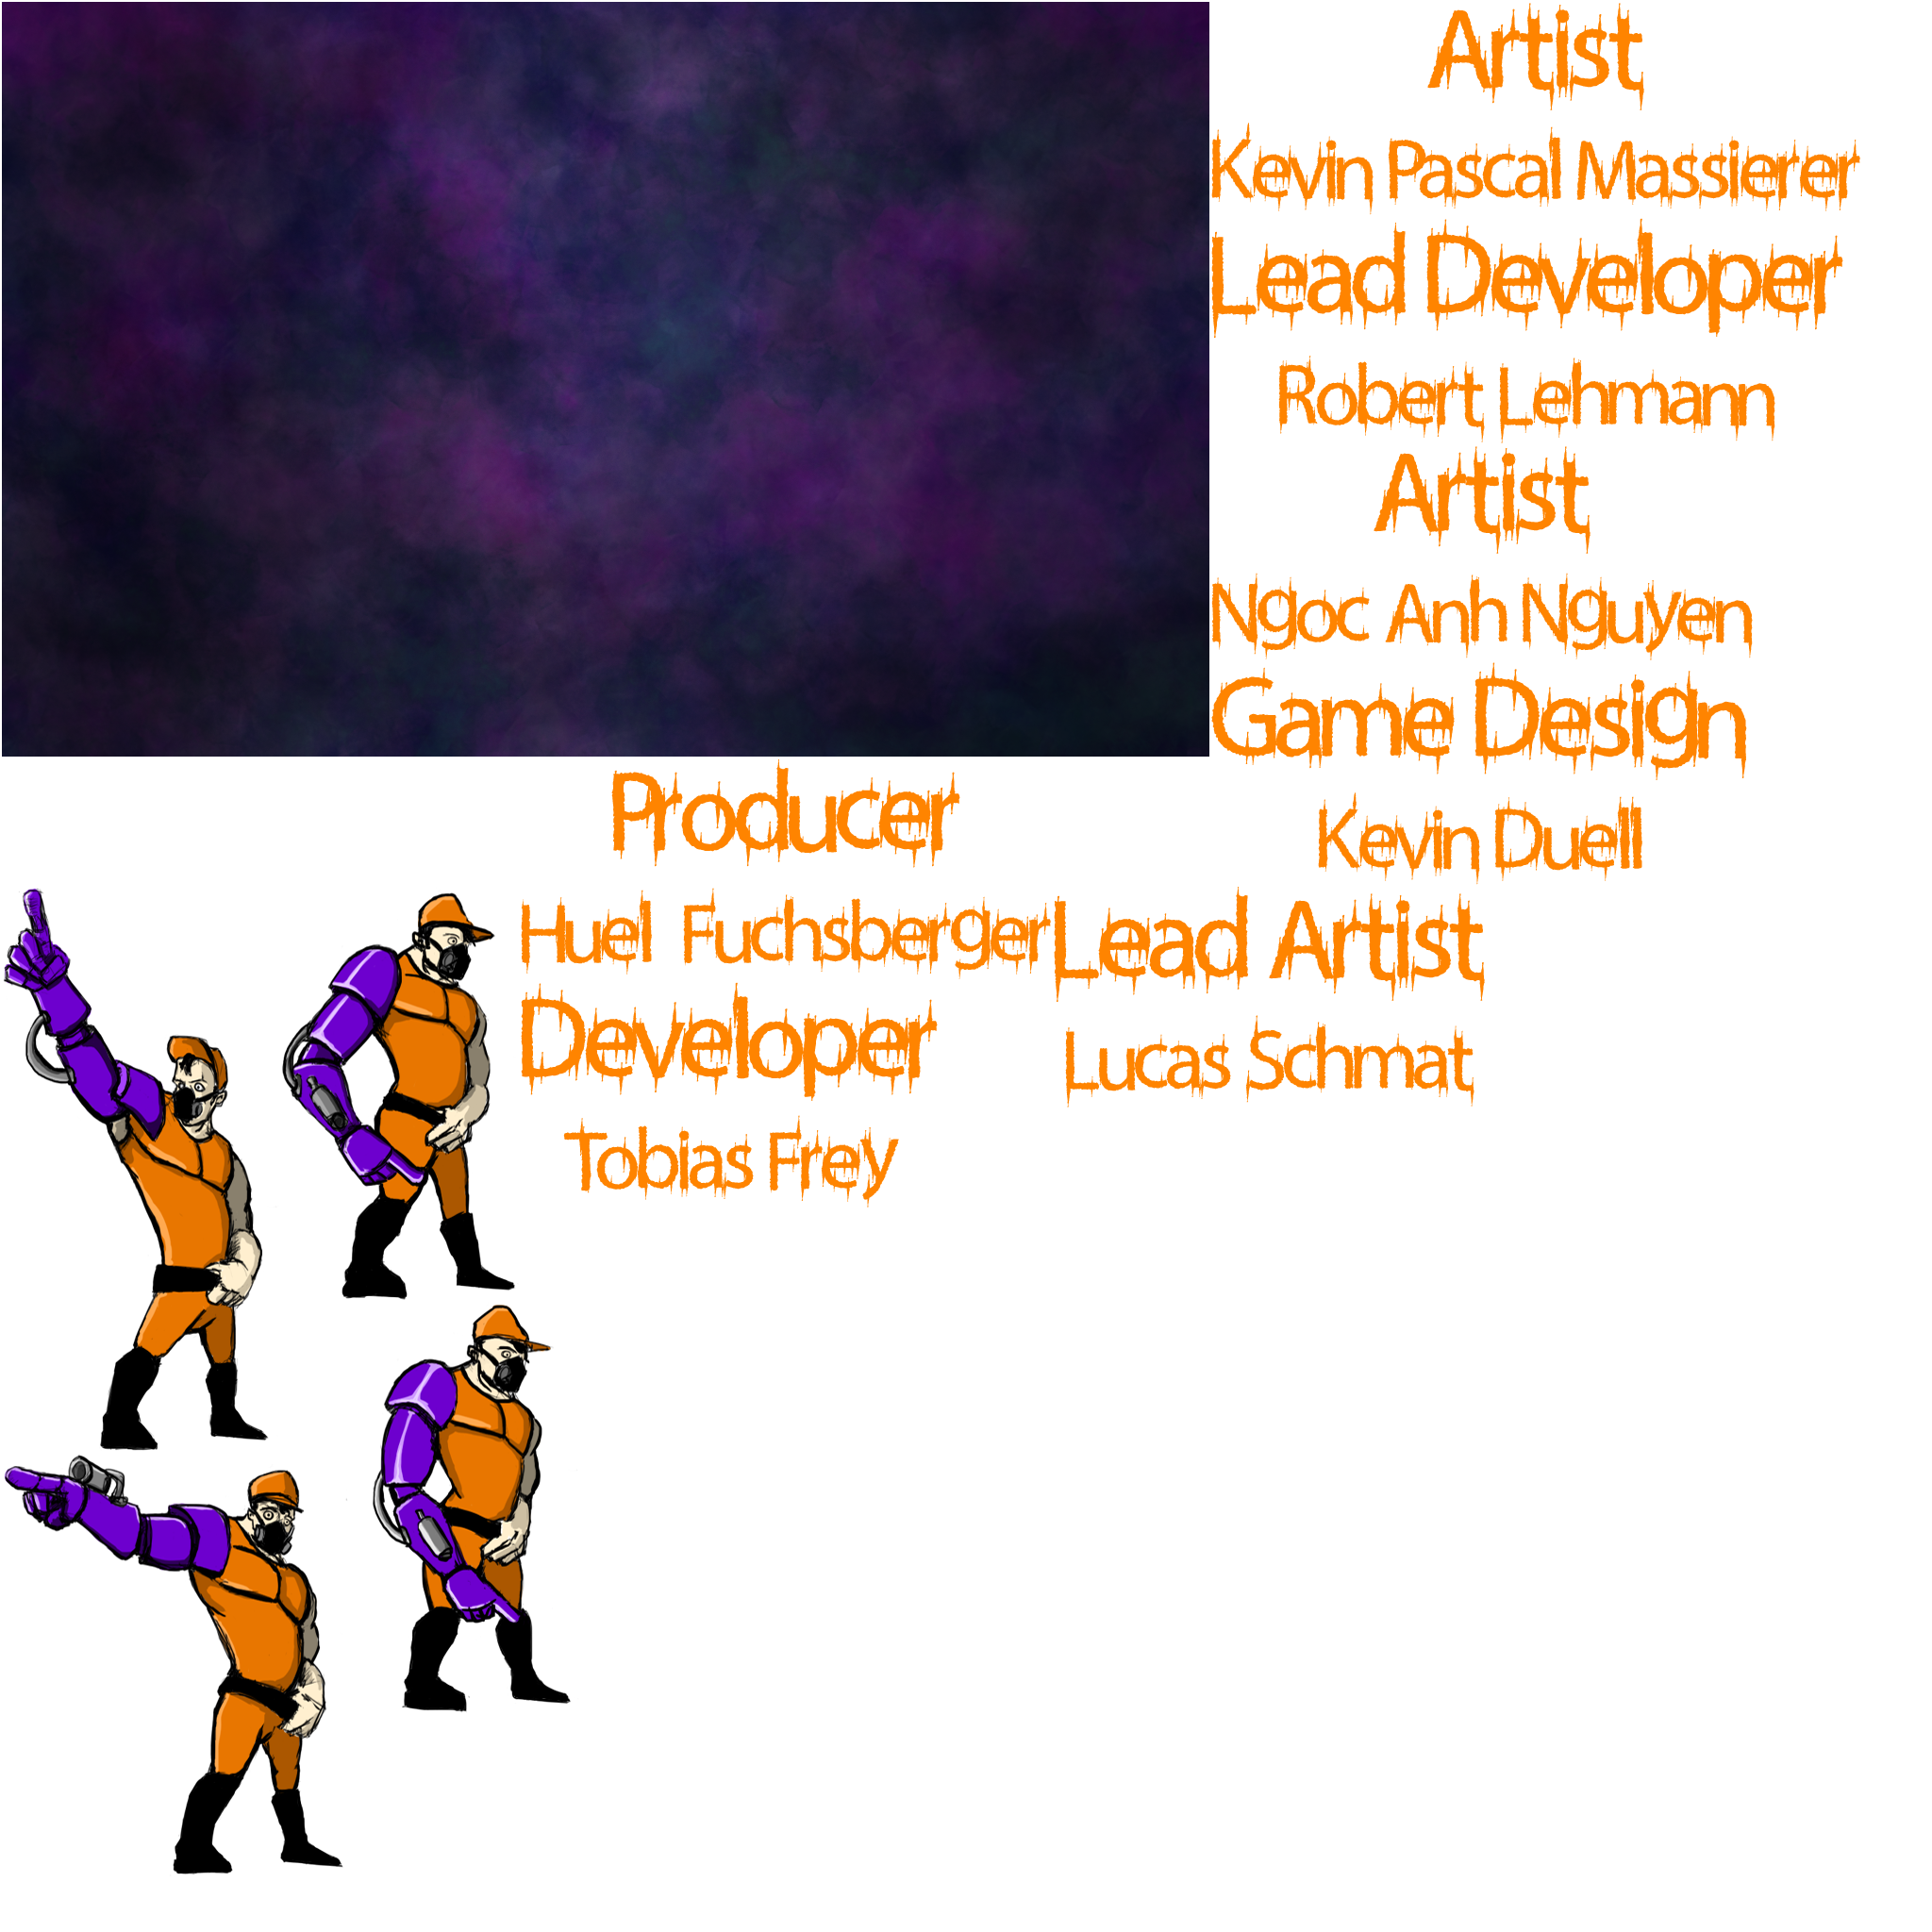 Artist
Kevin Pascal Massierer
Lead Developer
Robert Lehmann
Artist
Ngoc Anh Nguyen
Game Design
Kevin Duell
Producer
Huel Fuchsberger
Developer
Tobias Frey
Lead Artist
Lucas Schmat